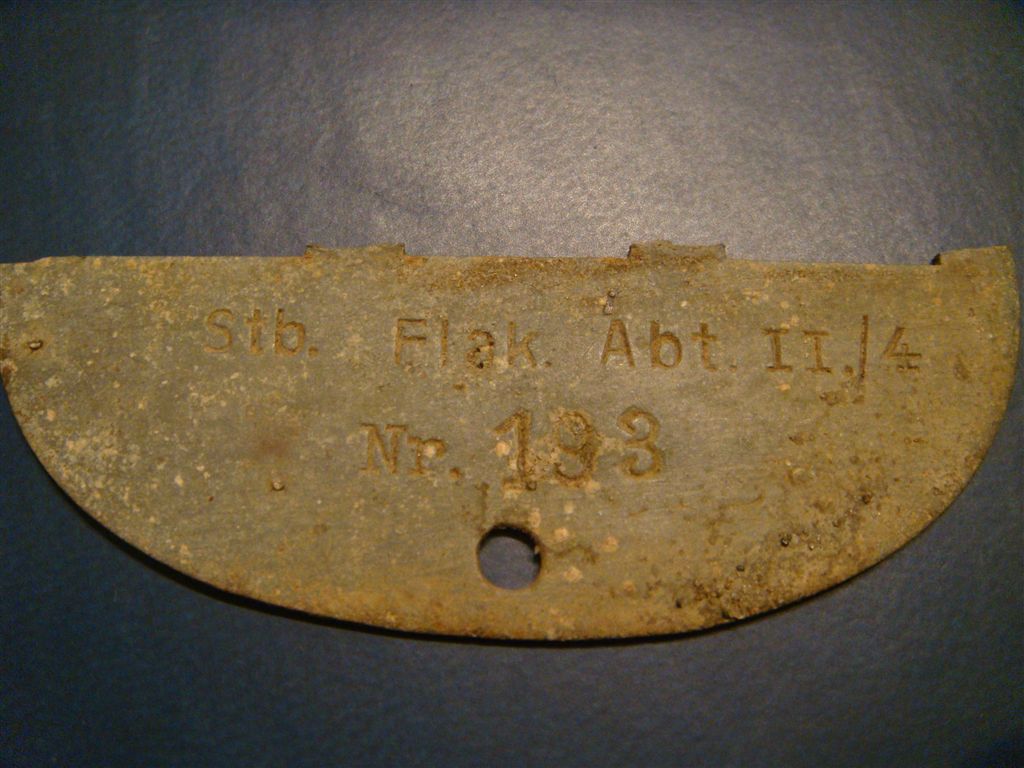 Stb. Flak. Abt. II./4
Nr. 193